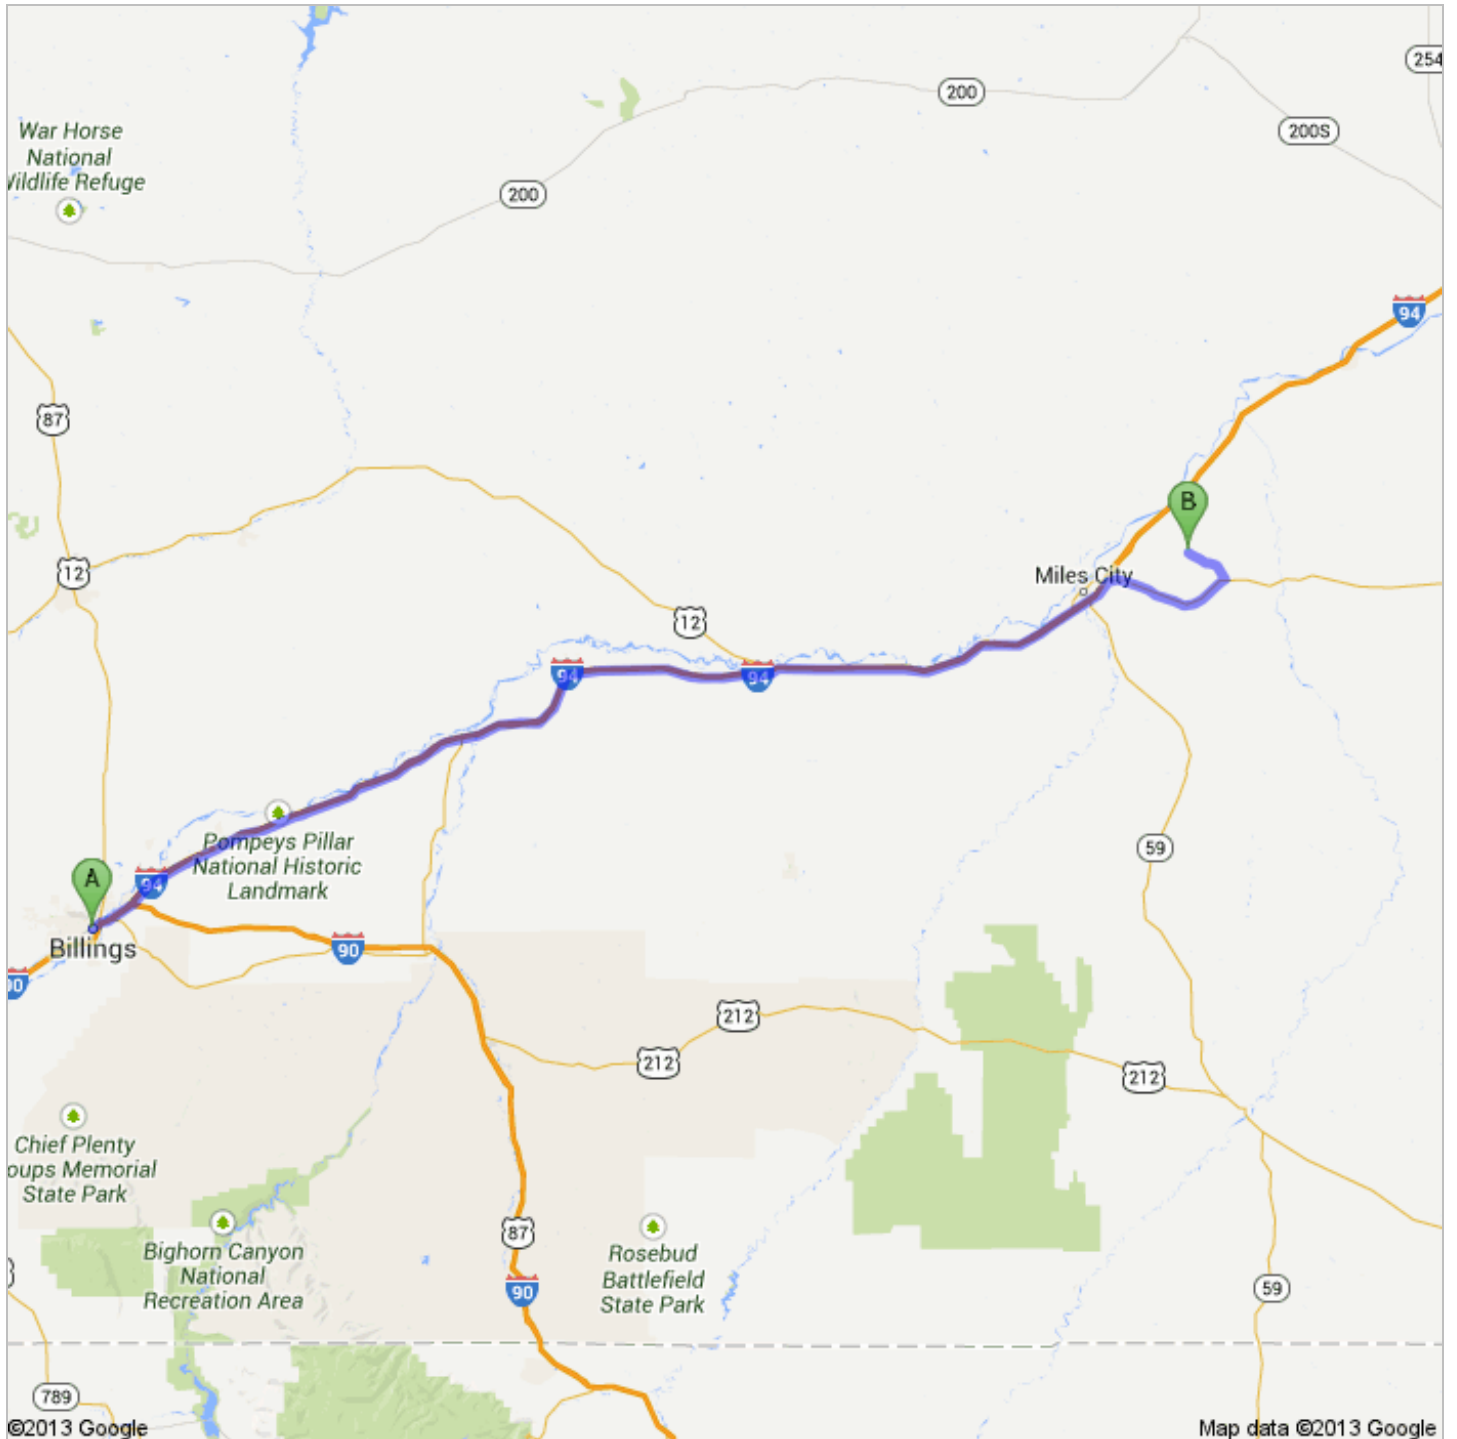 254
200
200S
War Horse
National
Wildlife Refuge
200
94
87
B
12
Miles City
12
94
94
Pompeys Pillar
National Historic
Landmark
59
A
94
Billings
90
90
212
212
212
Chief Plenty
oups Memorial
State Park
Bighorn Canyon
National
Recreation Area
87
Rosebud
Battlefield
State Park
90
59
789
©2013 Google
Map data ©2013 Google